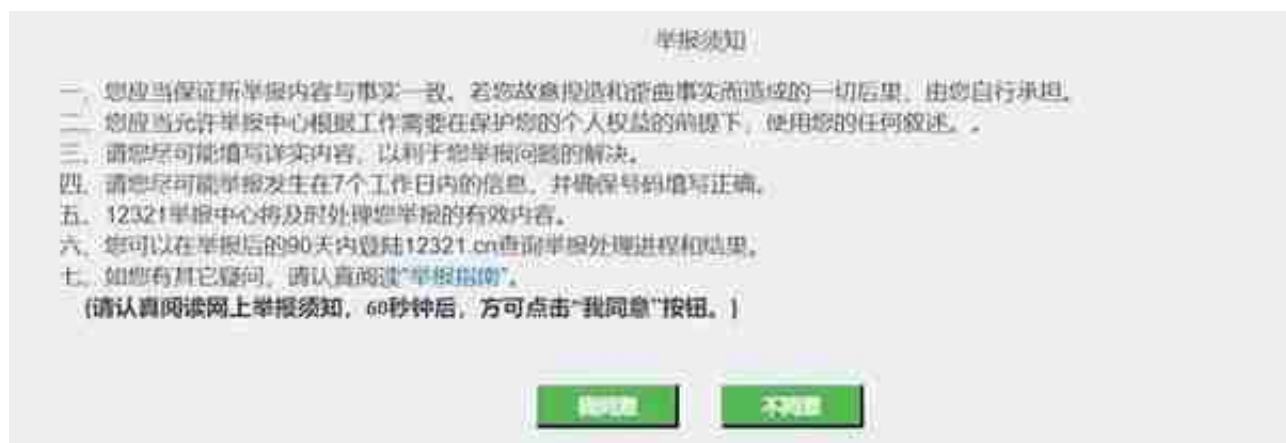 举报须知
一、您应当保证所举报内容与事实一致，若您故意捏造和歪曲事实而造成的一切后果，由您自行承担。
二、您应当允许举报中心根据工作需要在保护您的个人权益的前提下，使用您的任何叙述。。
三、请您尽可能填写详实内容，以利于您举报问题的解决。
四、请您尽可能举报发生在7个工作日内的信息，并确保号码填写正确。
五、12321举报中心将及时处理您举报的有效内容。
六、您可以在举报后的90天内登陆12321.cn查询举报处理进程和结果。
七、如您有其它疑问，请认真阅读"举报指南"。
(请认真阅读网上举报须知，60秒钟后，方可点击"我同意"按钮。)
我同意 不同意